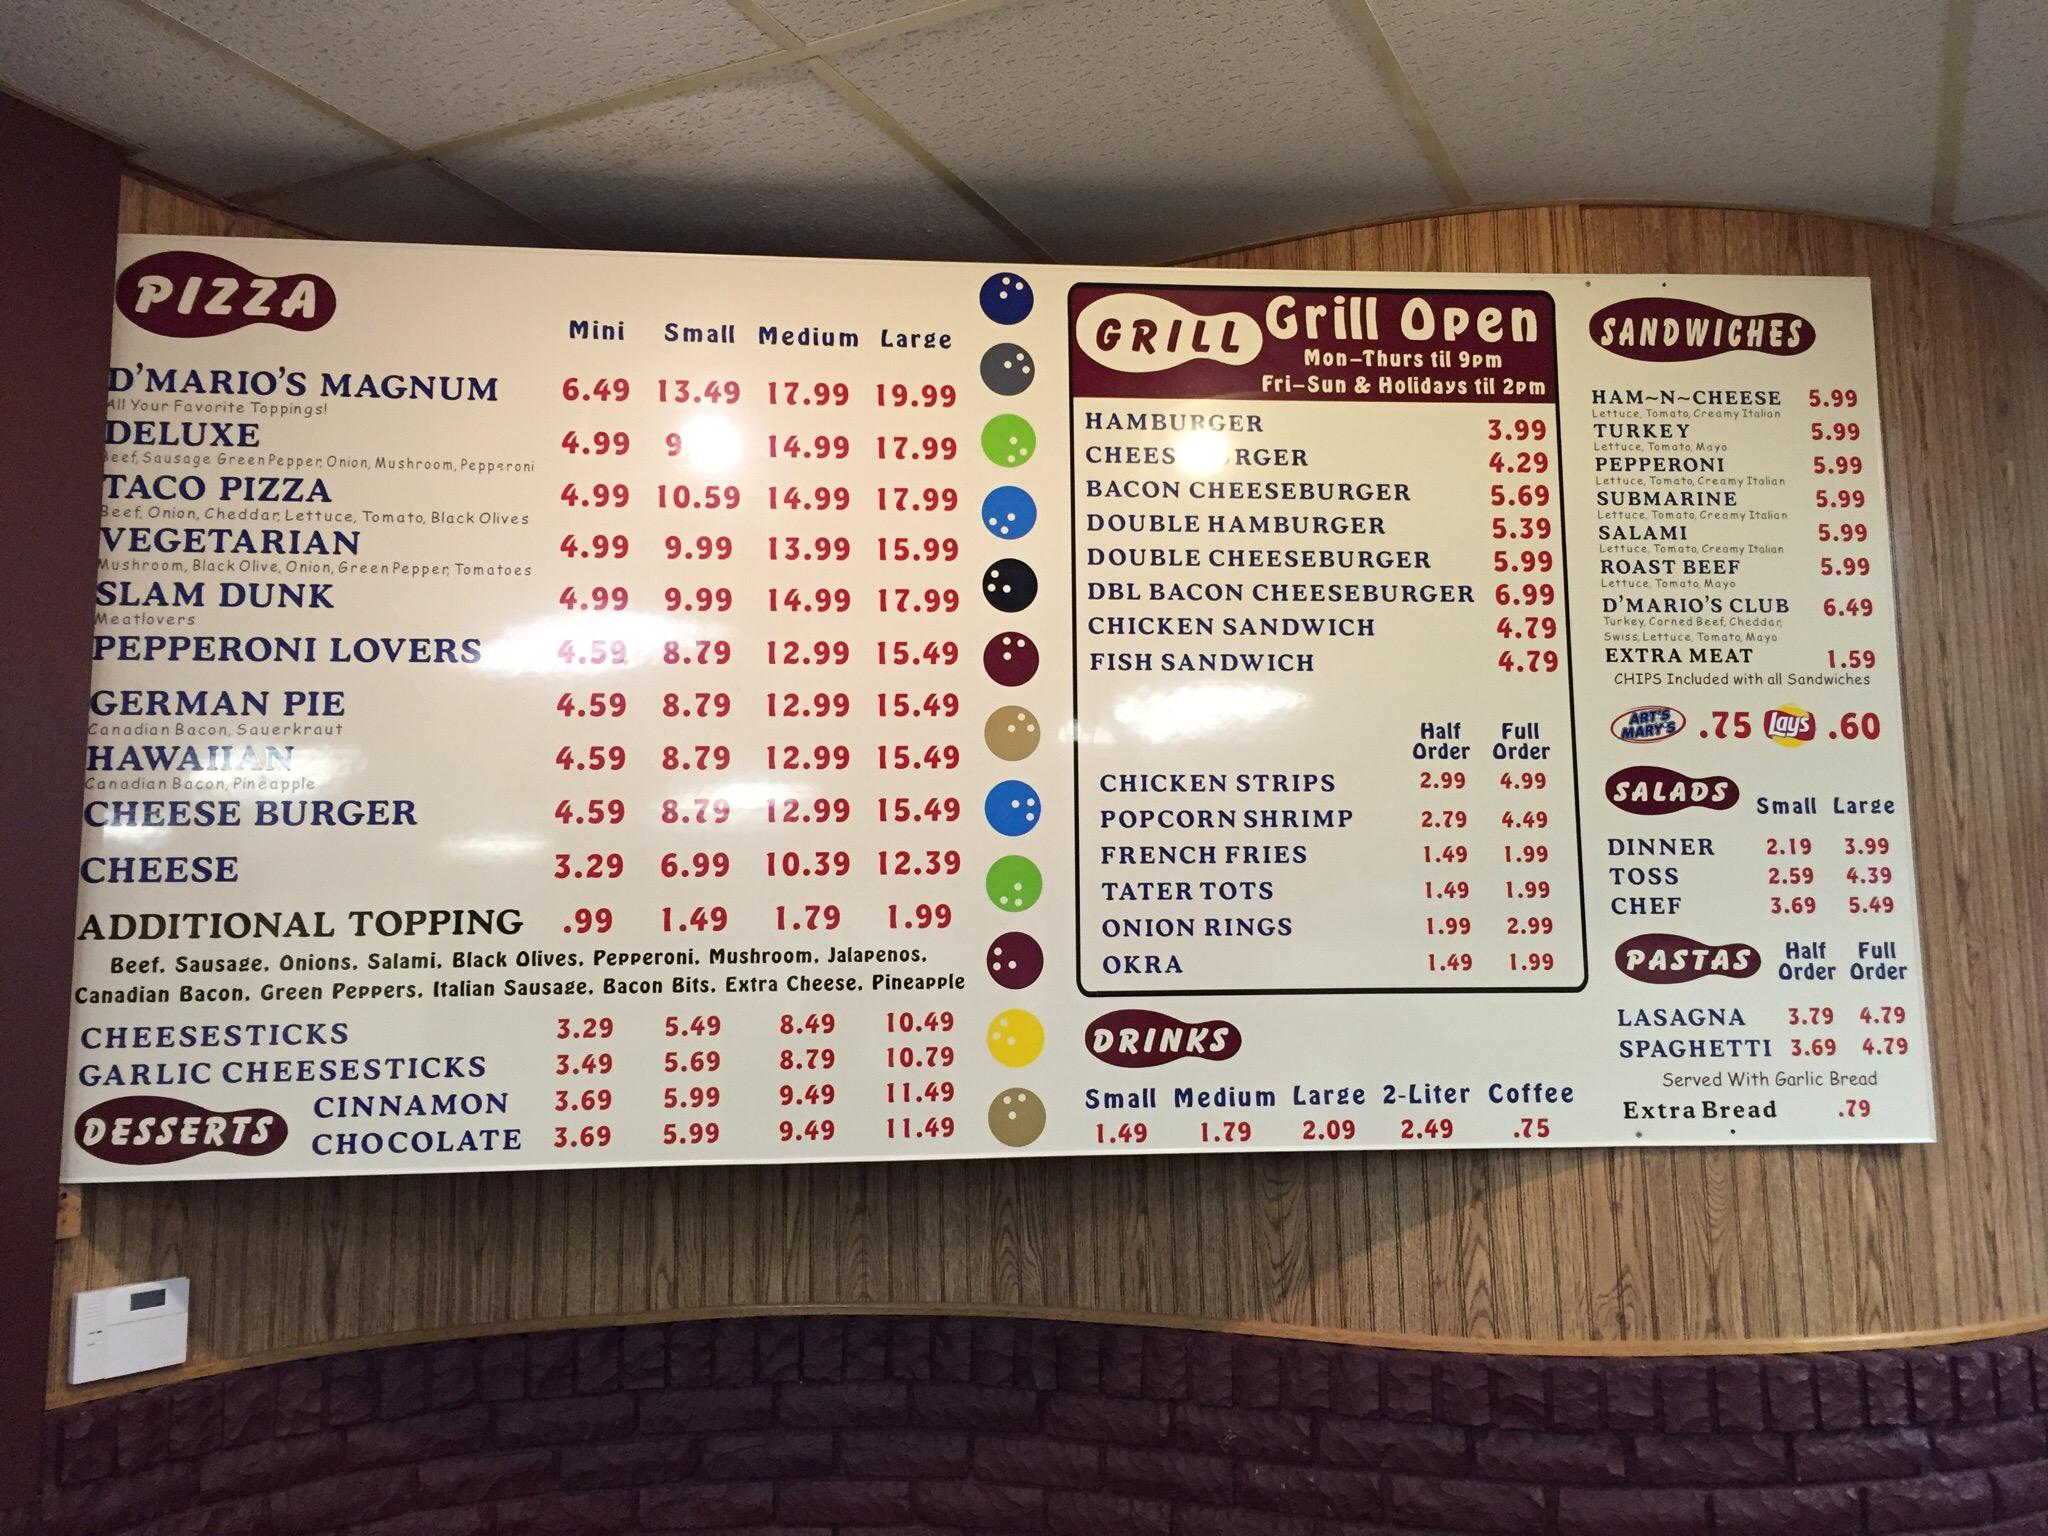 PIZZA
Mini Small Medium Large
D'MARIO'S MAGNUM 6.49 13.49 17.99 19.99
All Your Favorite Toppings!
DELUXE 4.99 14.99 17.99
Beef, Sausage Green Pepper, Onion, Mushroom, Pepperoni
TACO PIZZA 4.99 10.59 14.99 17.99
Beef, Onion, Cheddar, Lettuce, Tomato, Black Olives
VEGETARIAN 4.99 9.99 13.99 15.99
Mushroom, Black Olive, Onion, Green Pepper, Tomatoes
SLAM DUNK 4.99 9.99 14.99 17.99
Meatlovers
PEPPERONI LOVERS 4.59 8.79 12.99 15.49
GERMAN PIE 4.59 8.79 12.99 15.49
Canadian Bacon, Sauerkraut
HAWAIIAN 4.59 8.79 12.99 15.49
Canadian Bacon, Pineapple
CHEESE BURGER 4.59 8.79 12.99 15.49
CHEESE 3.29 6.99 10.39 12.39
ADDITIONAL TOPPING .99 1.49 1.79 1.99
Beef, Sausage, Onions, Salami, Black Olives, Pepperoni, Mushroom, Jalapenos,
Canadian Bacon, Green Peppers, Italian Sausage, Bacon Bits, Extra Cheese, Pineapple
CHEESESTICKS 3.29 5.49 8.49 10.49
GARLIC CHEESESTICKS 3.49 5.69 8.79 10.79
DESSERTS
CINNAMON 3.69 5.99 9.49 11.49
CHOCOLATE 3.69 5.99 9.49 11.49
GRILL
Grill Open
Mon-Thurs til 9pm
Fri-Sun & Holidays til 2pm
HAMBURGER 3.99
4.29
BACON CHEESEBURGER 5.69
DOUBLE HAMBURGER 5.39
DOUBLE CHEESEBURGER 5.99
DBL BACON CHEESEBURGER 6.99
CHICKEN SANDWICH 4.79
FISH SANDWICH 4.79
Half Full
Order Order
CHICKEN STRIPS 2.99 4.99
POPCORN SHRIMP 2.79 4.49
FRENCH FRIES 1.49 1.99
TATER TOTS 1.49 1.99
ONION RINGS 1.99 2.99
OKRA 1.49 1.99
DRINKS
Small Medium Large 2-Liter Coffee
1.49 1.79 2.09 2.49 .75
SANDWICHES
HAM~N~CHEESE 5.99
Lettuce, Tomato, Creamy Italian
TURKEY 5.99
Lettuce, Tomato, Mayo
PEPPERONI 5.99
Lettuce, Tomato, Creamy Italian
SUBMARINE 5.99
Lettuce, Tomato, Creamy Italian
SALAMI 5.99
Lettuce, Tomato, Creamy Italian
ROAST BEEF 5.99
Lettuce, Tomato, Mayo
D'MARIO'S CLUB 6.49
Turkey, Corned Beef, Cheddar,
Swiss, Lettuce, Tomato, Mayo
EXTRA MEAT 1.59
CHIPS Included with all Sandwiches
ART'S MARY'S .75 Lays .60
SALADS
Small Large
DINNER 2.19 3.99
TOSS 2.59 4.39
CHEF 3.69 5.49
PASTAS
Half Full
Order Order
LASAGNA 3.79 4.79
SPAGHETTI 3.69 4.79
Served With Garlic Bread
Extra Bread .79